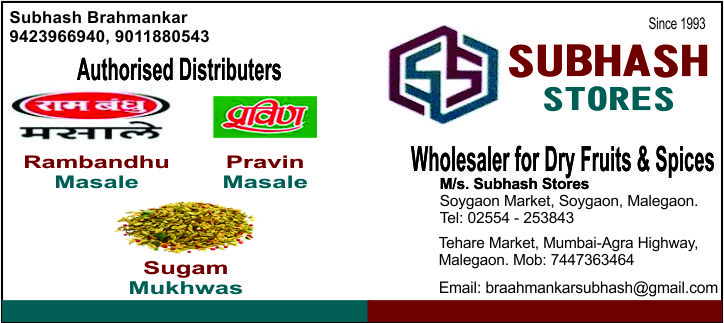 Subhash Brahmankar
9423966940, 9011880543
Authorised Distributers
राम बंधु
मसाले
Rambandhu
Masale
प्रविण
Pravin
Masale
Sugam
Mukhwas
Since 1993
SS
SUBHASH
STORES
Wholesaler for Dry Fruits & Spices
M/s. Subhash Stores
Soygaon Market, Soygaon, Malegaon.
Tel: 02554 - 253843
Tehare Market, Mumbai-Agra Highway,
Malegaon. Mob: 7447363464
Email: braahmankarsubhash@gmail.com